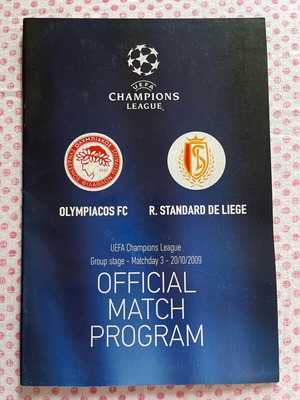 UEFA
CHAMPIONS
LEAGUE
OLYMPIACOS FC
R. STANDARD DE LIEGE
UEFA Champions League
Group stage - Matchday 3 - 20/10/2009
OFFICIAL
MATCH
PROGRAM